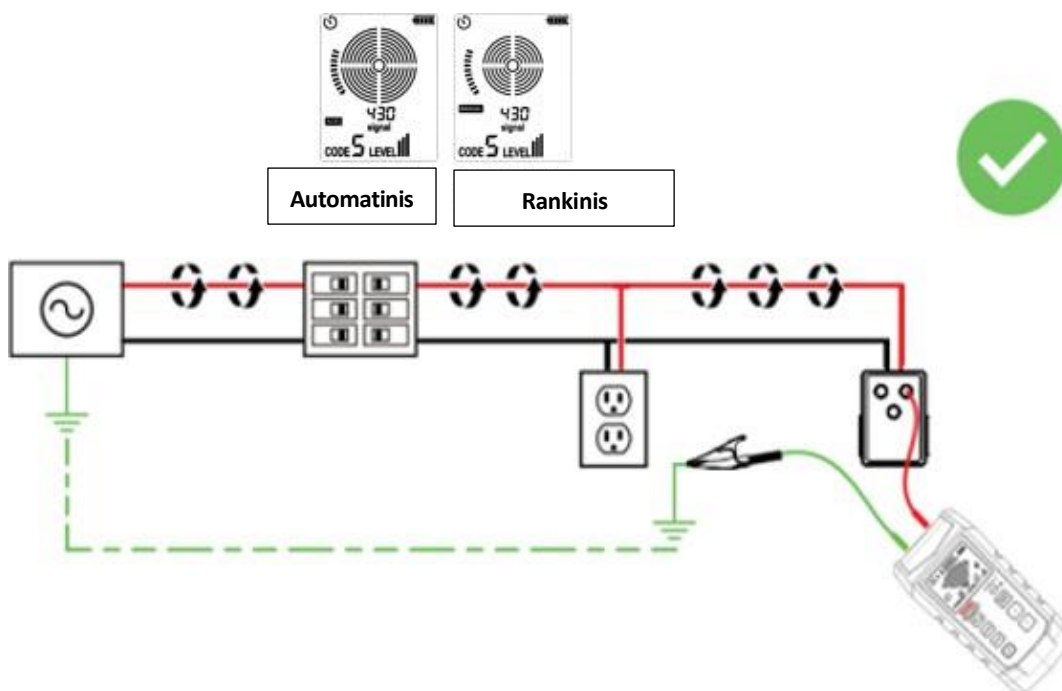 430
signal
CODE 5 LEVEL
430
signal
CODE 5 LEVEL
Automatinis
Rankinis